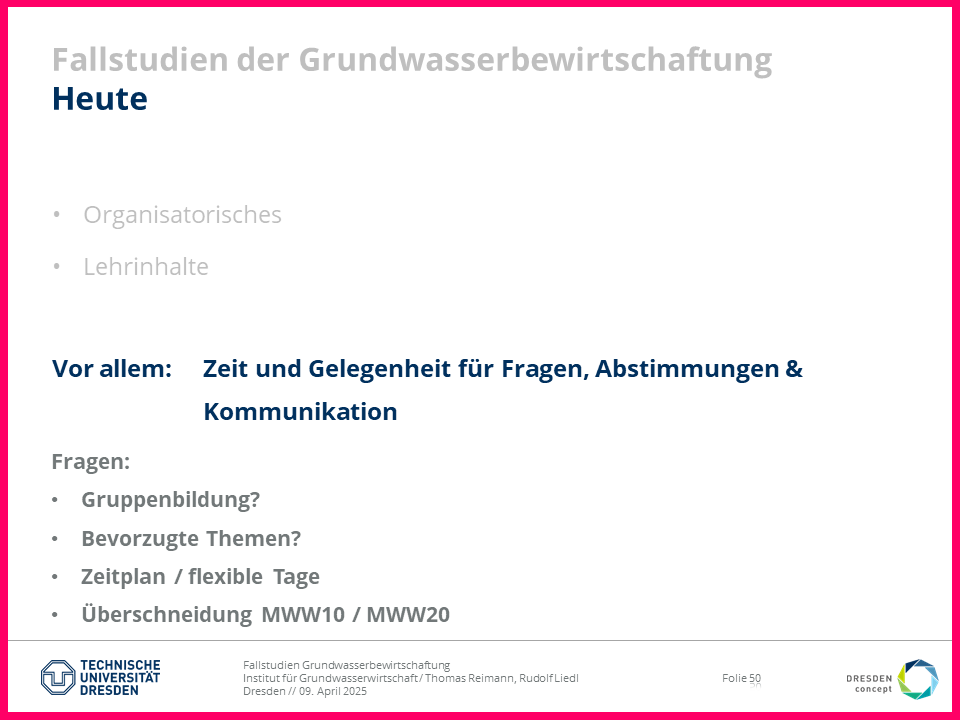 Fallstudien der Grundwasserbewirtschaftung
Heute
• Organisatorisches
• Lehrinhalte
Vor allem: Zeit und Gelegenheit für Fragen, Abstimmungen &
Kommunikation
Fragen:
• Gruppenbildung?
• Bevorzugte Themen?
• Zeitplan / flexible Tage
• Überschneidung MWW10 / MWW20
TECHNISCHE
UNIVERSITÄT
DRESDEN
Fallstudien Grundwasserbewirtschaftung
Institut für Grundwasserwirtschaft / Thomas Reimann, Rudolf Liedl
Dresden // 09. April 2025
Folie 50
DRESDEN
concept